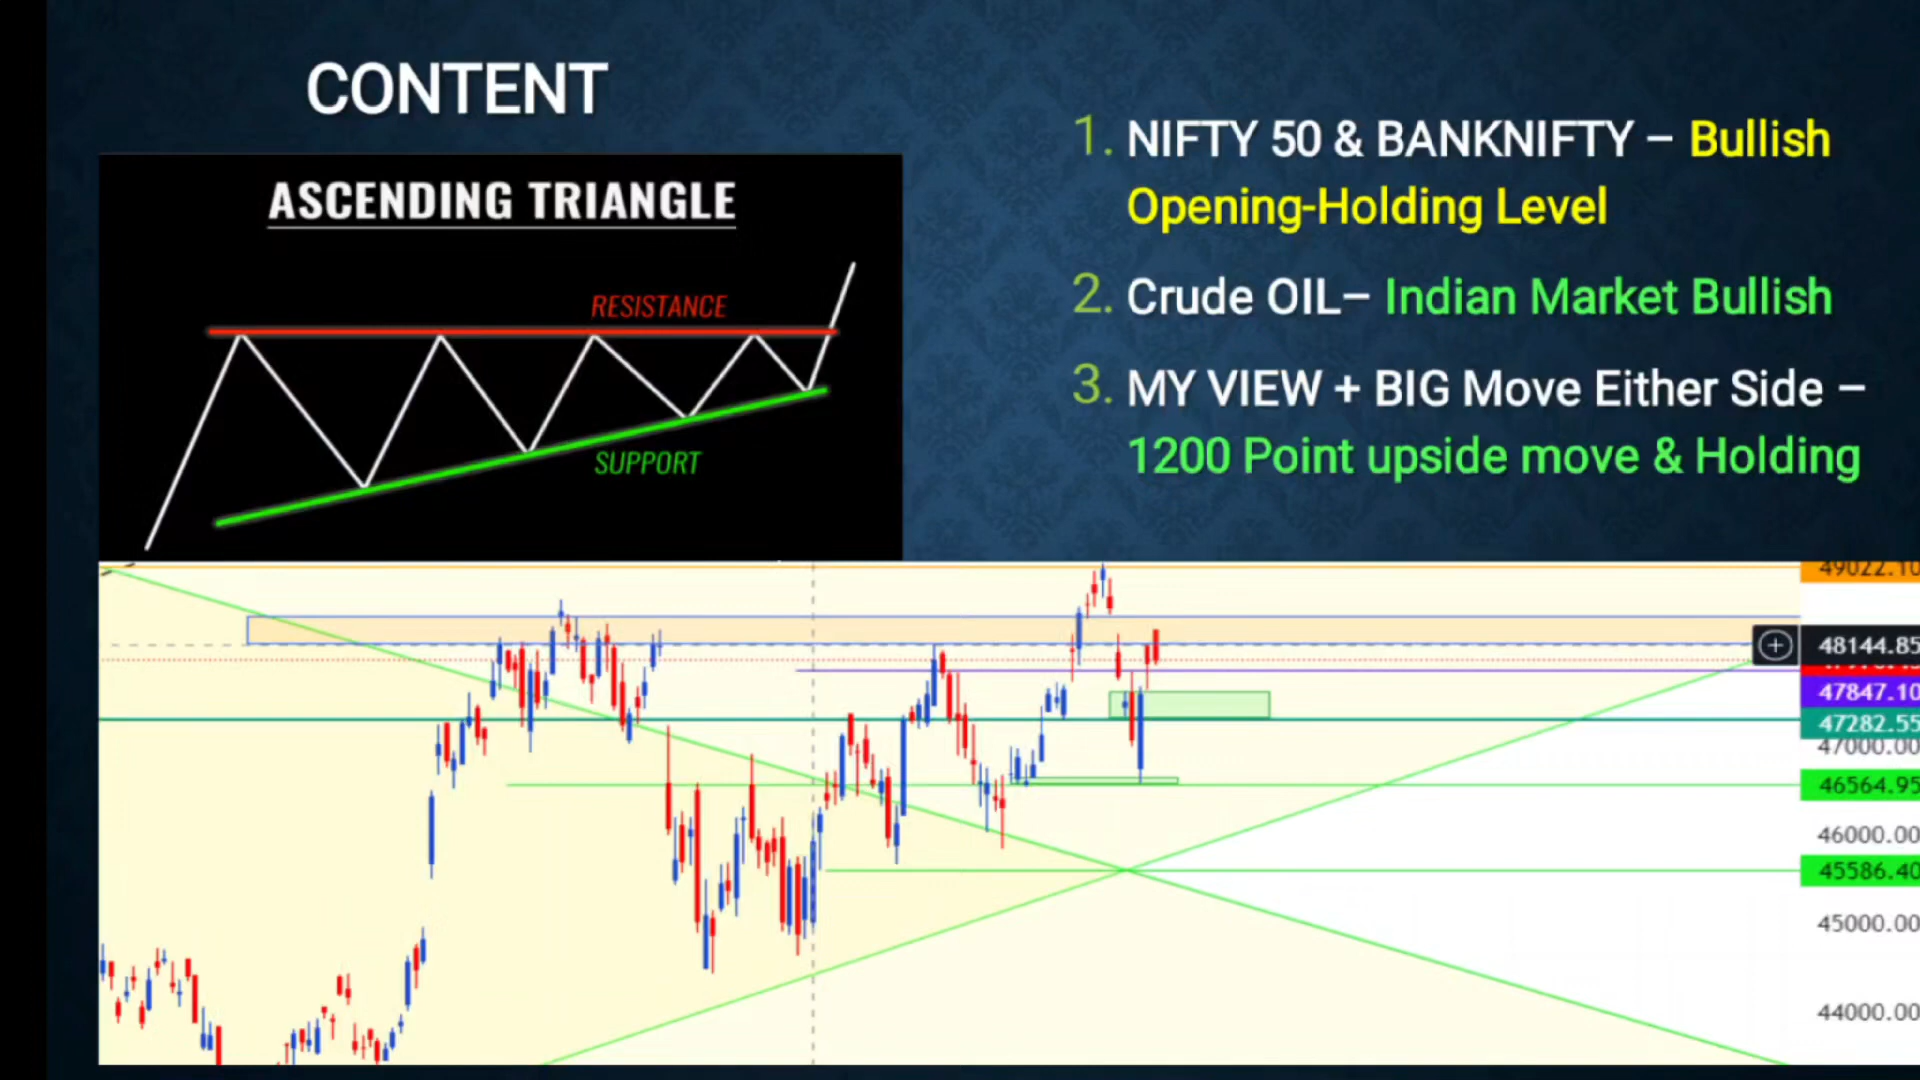 CONTENT
ASCENDING TRIANGLE
RESISTANCE
SUPPORT
1. NIFTY 50 & BANKNIFTY – Bullish
Opening-Holding Level
2. Crude OIL– Indian Market Bullish
3. MY VIEW + BIG Move Either Side –
1200 Point upside move & Holding
49022.10
48144.85
47847.10
47282.55
47000.00
46564.95
46000.00
45586.40
45000.00
44000.00